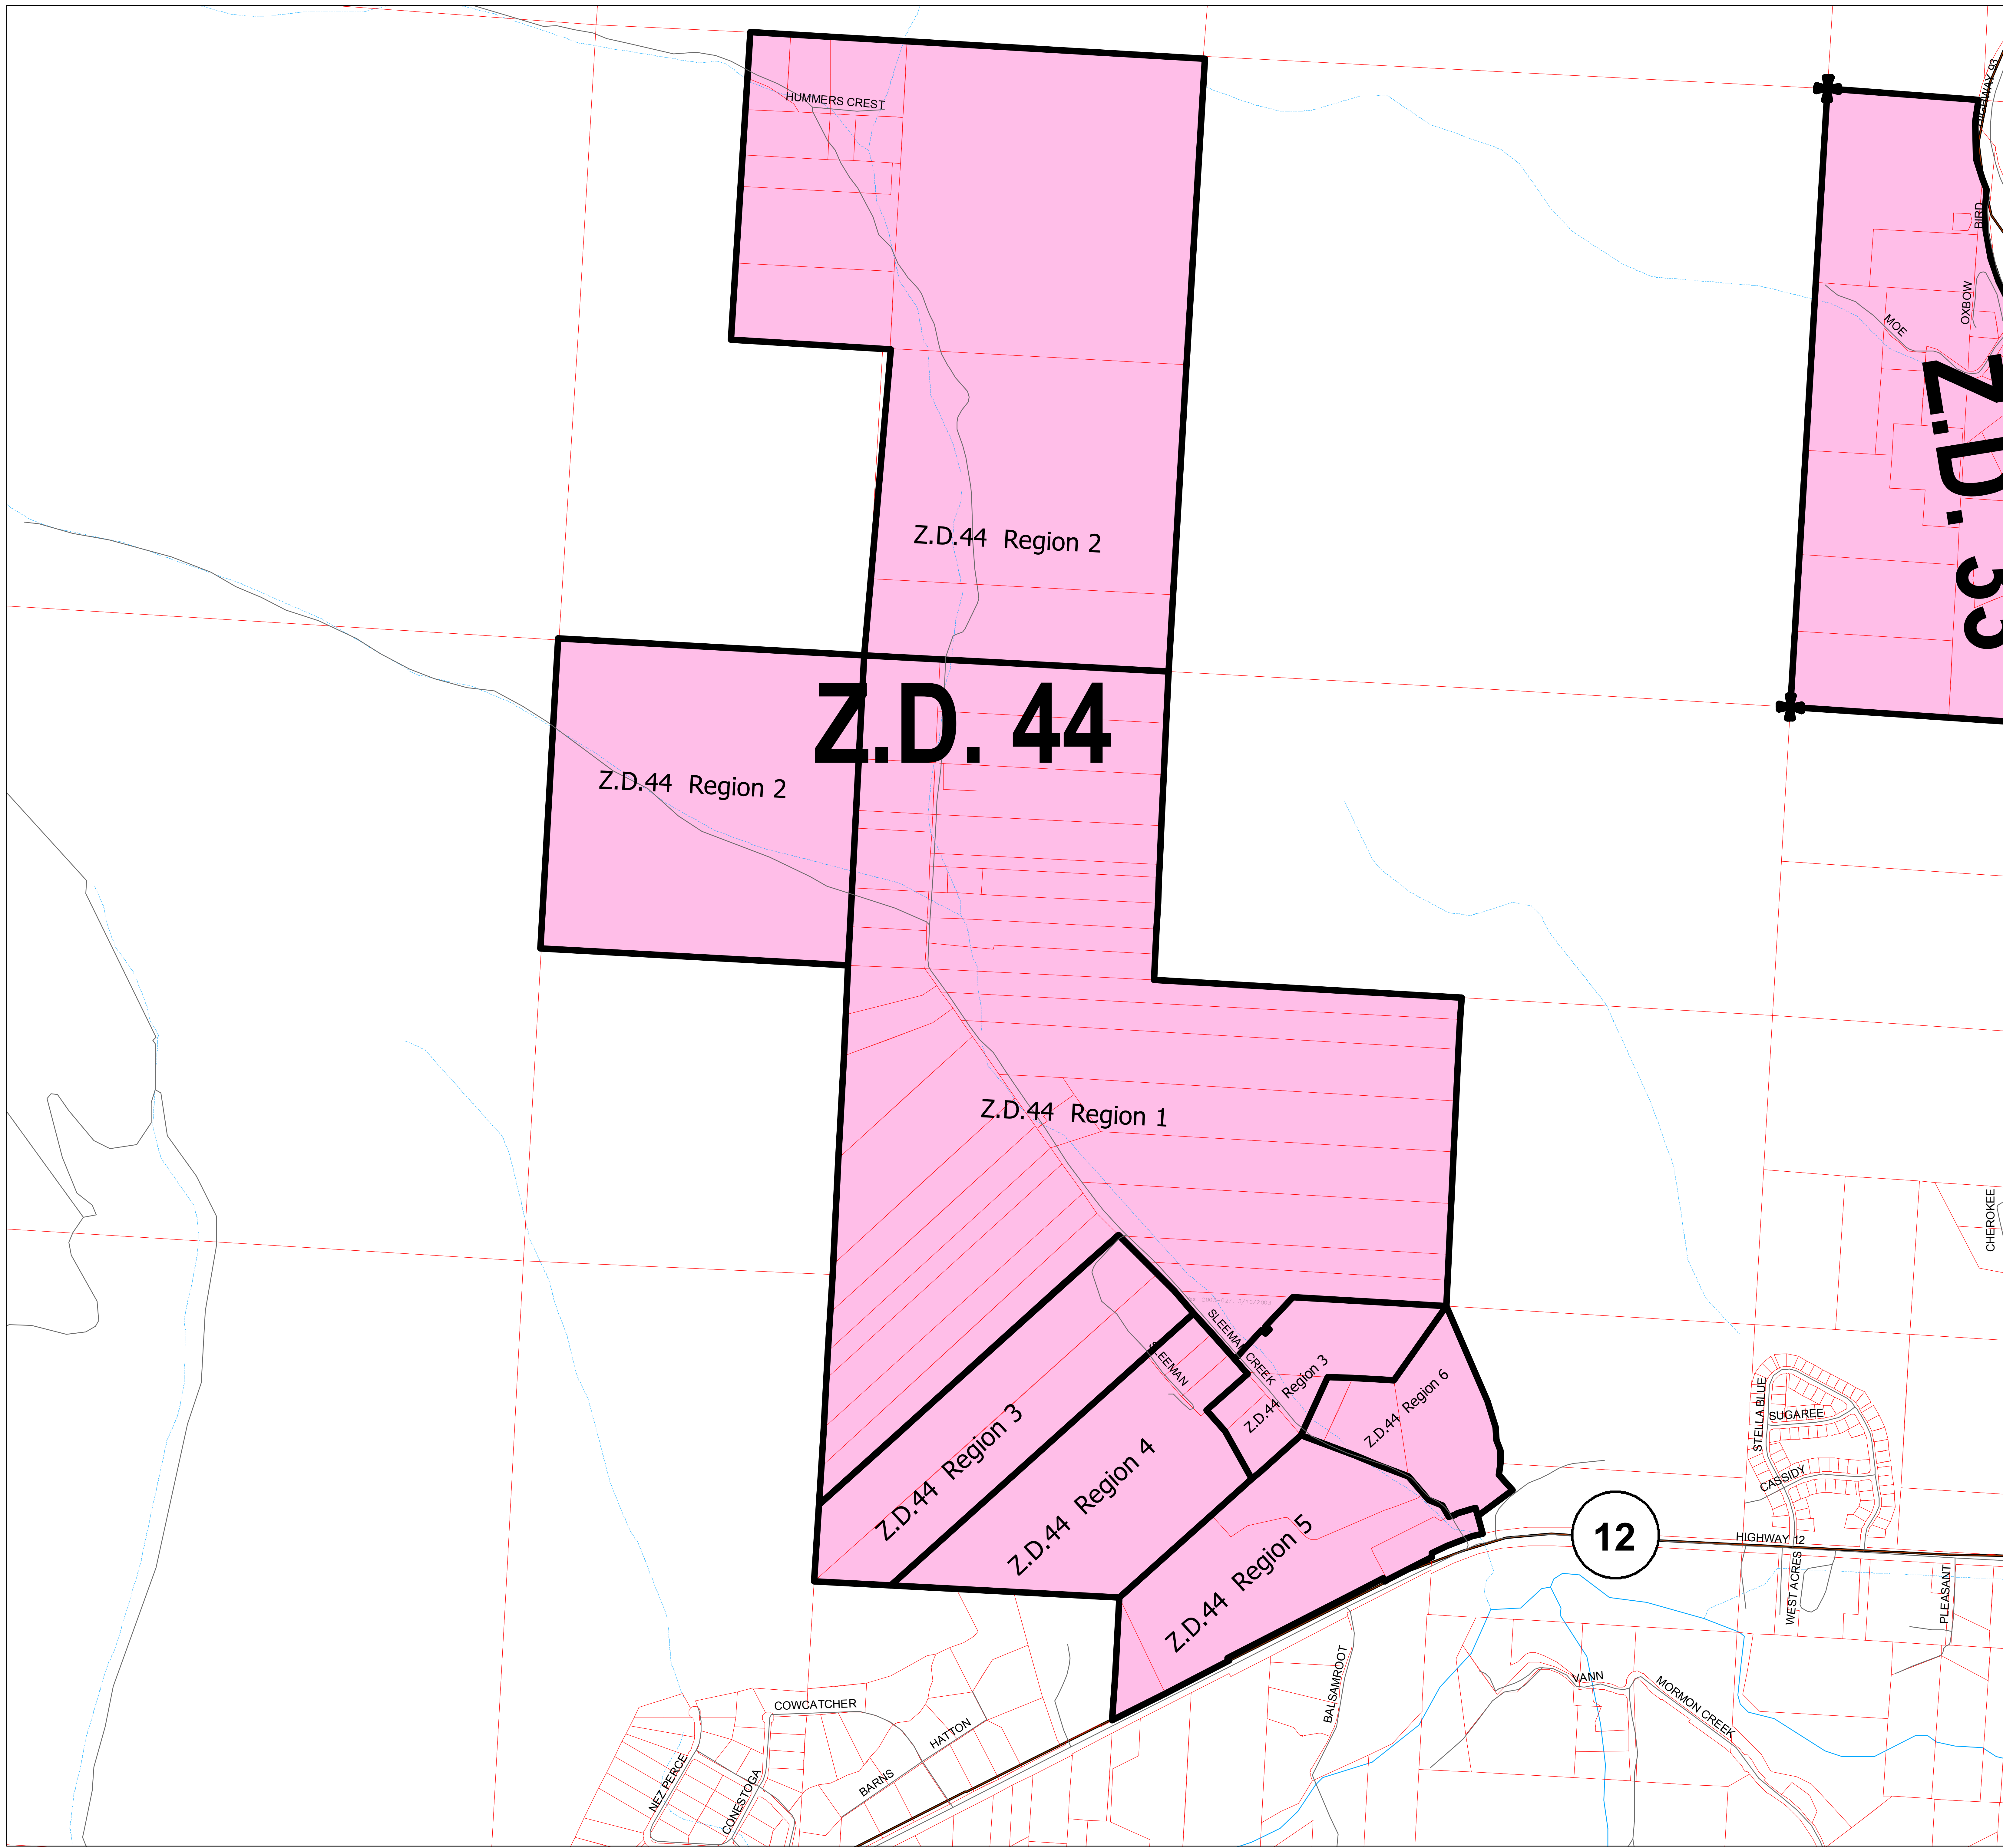 HUMMERS CREST
HIGHWAY 93
BIRD
OXBOW
MOE
Z.D. 35
Z.D.44 Region 2
Z.D. 44
Z.D.44 Region 2
Z.D.44 Region 1
CHEROKEE
SLEEMAN CREEK
SLEEMAN
Z.D.44 Region 3
Z.D.44 Region 6
Z.D.44 Region 3
Z.D.44 Region 4
Z.D.44 Region 5
STELLA BLUE
SUGAREE
CASSIDY
12
HIGHWAY 12
WEST ACRES
PLEASANT
BALSAMROOT
VANN
MORMON CREEK
COWCATCHER
HATTON
BARNS
NEZ PERCE
CONESTOGA